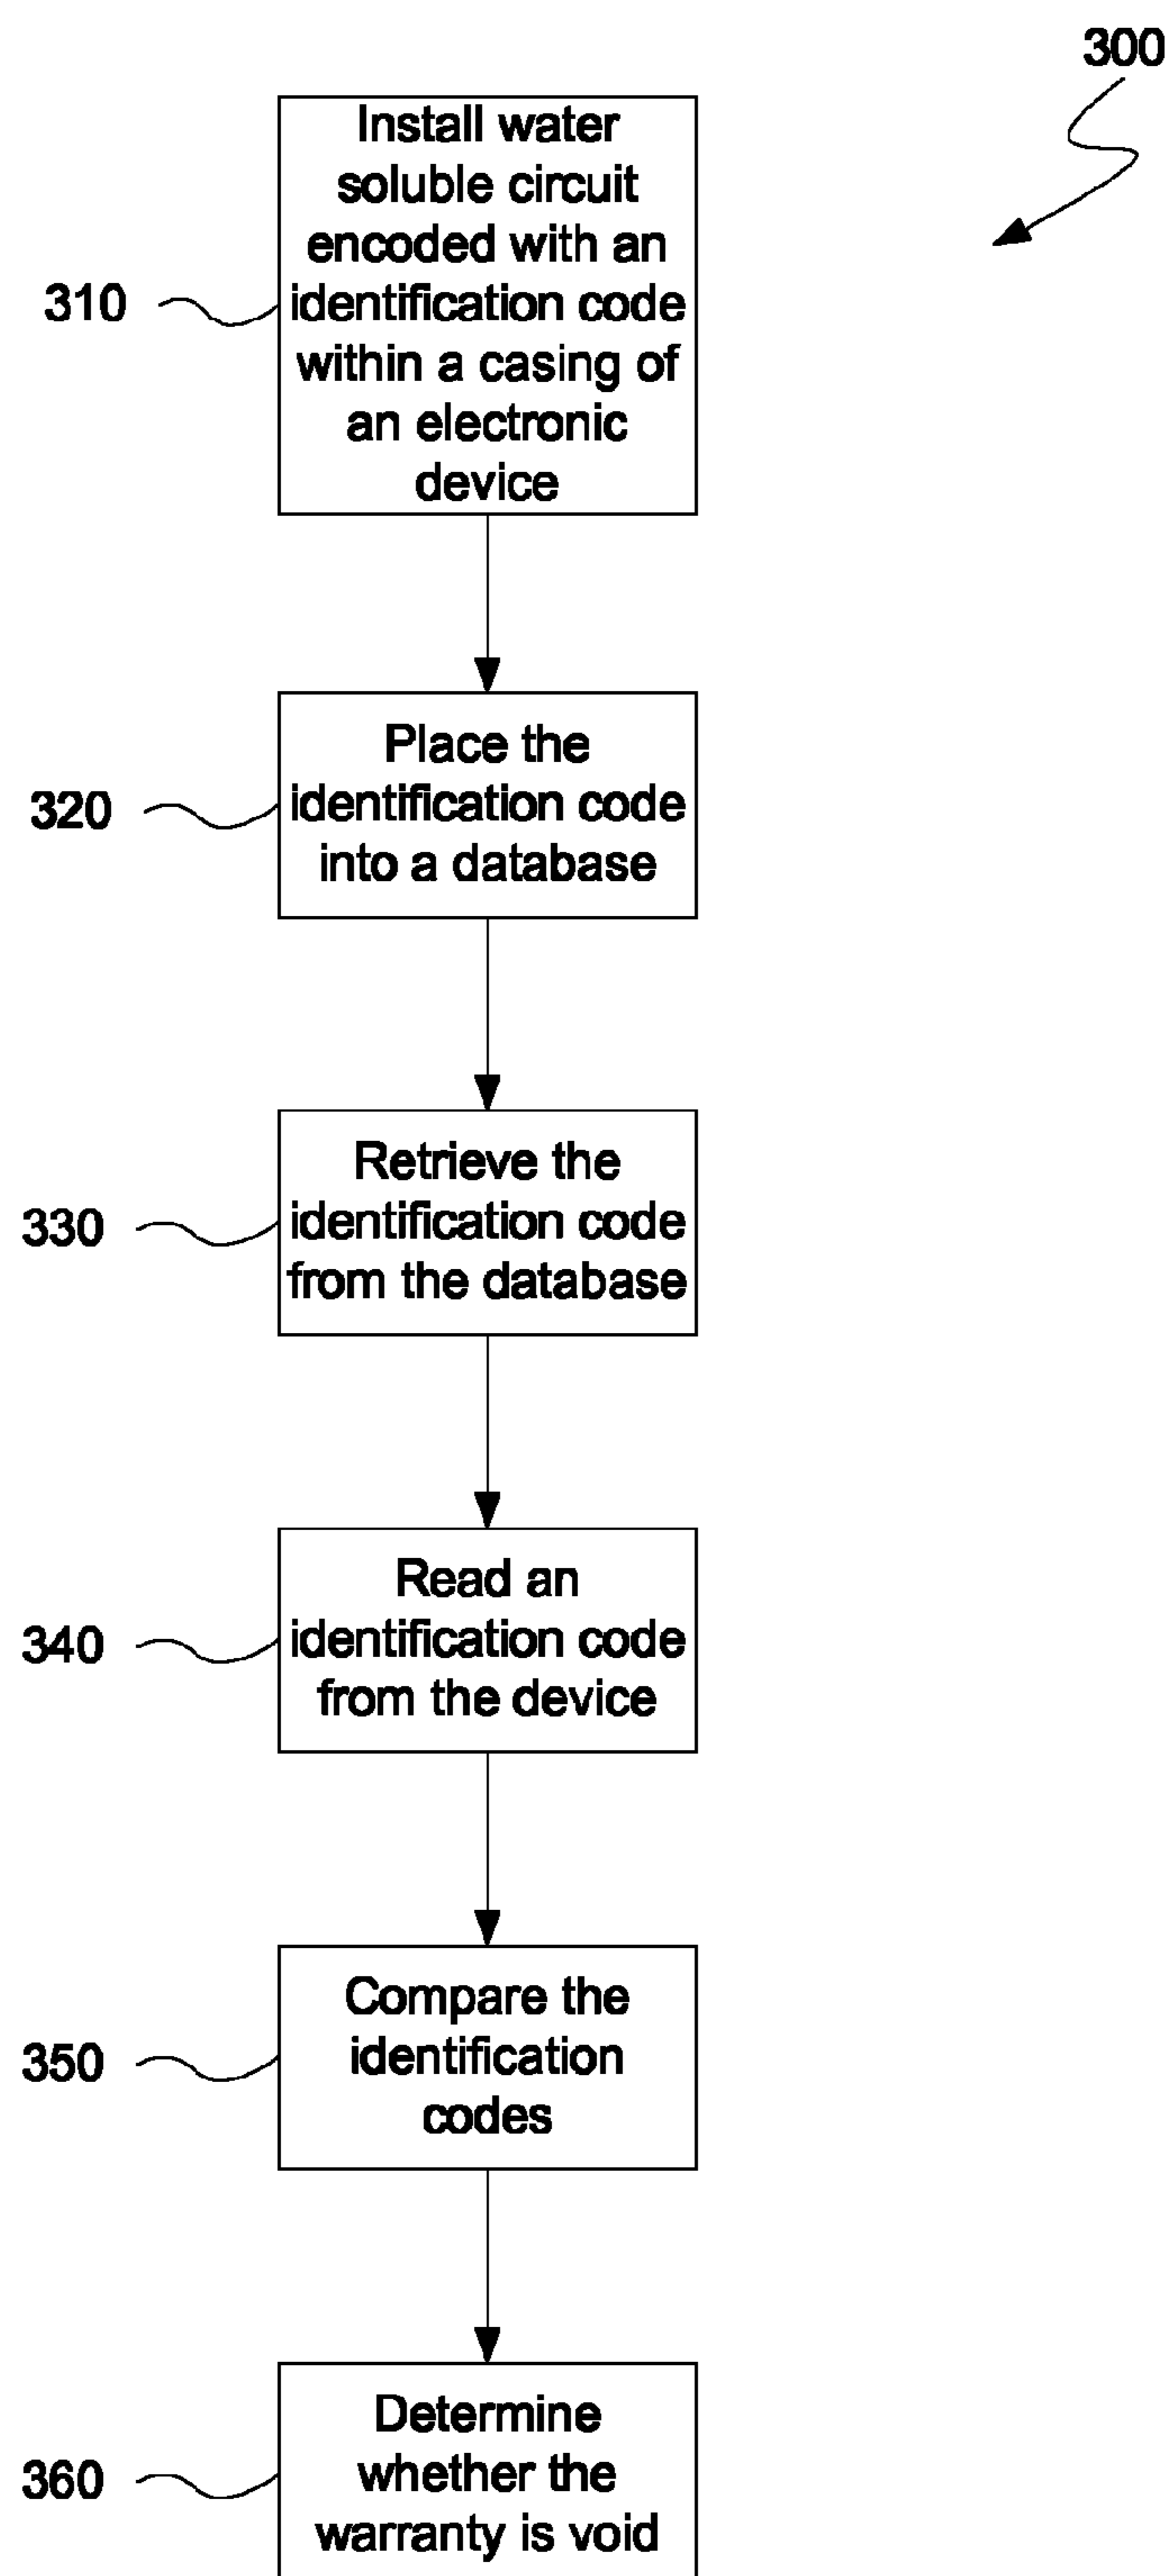 300
Install water
soluble circuit
encoded with an
310
identification code
within a casing of
an electronic
device
Place the
320
identification code
into a database
Retrieve the
330
identification code
from the database
Read an
340
identification code
from the device
Compare the
350
identification
codes
Determine
360
whether the
warranty is void